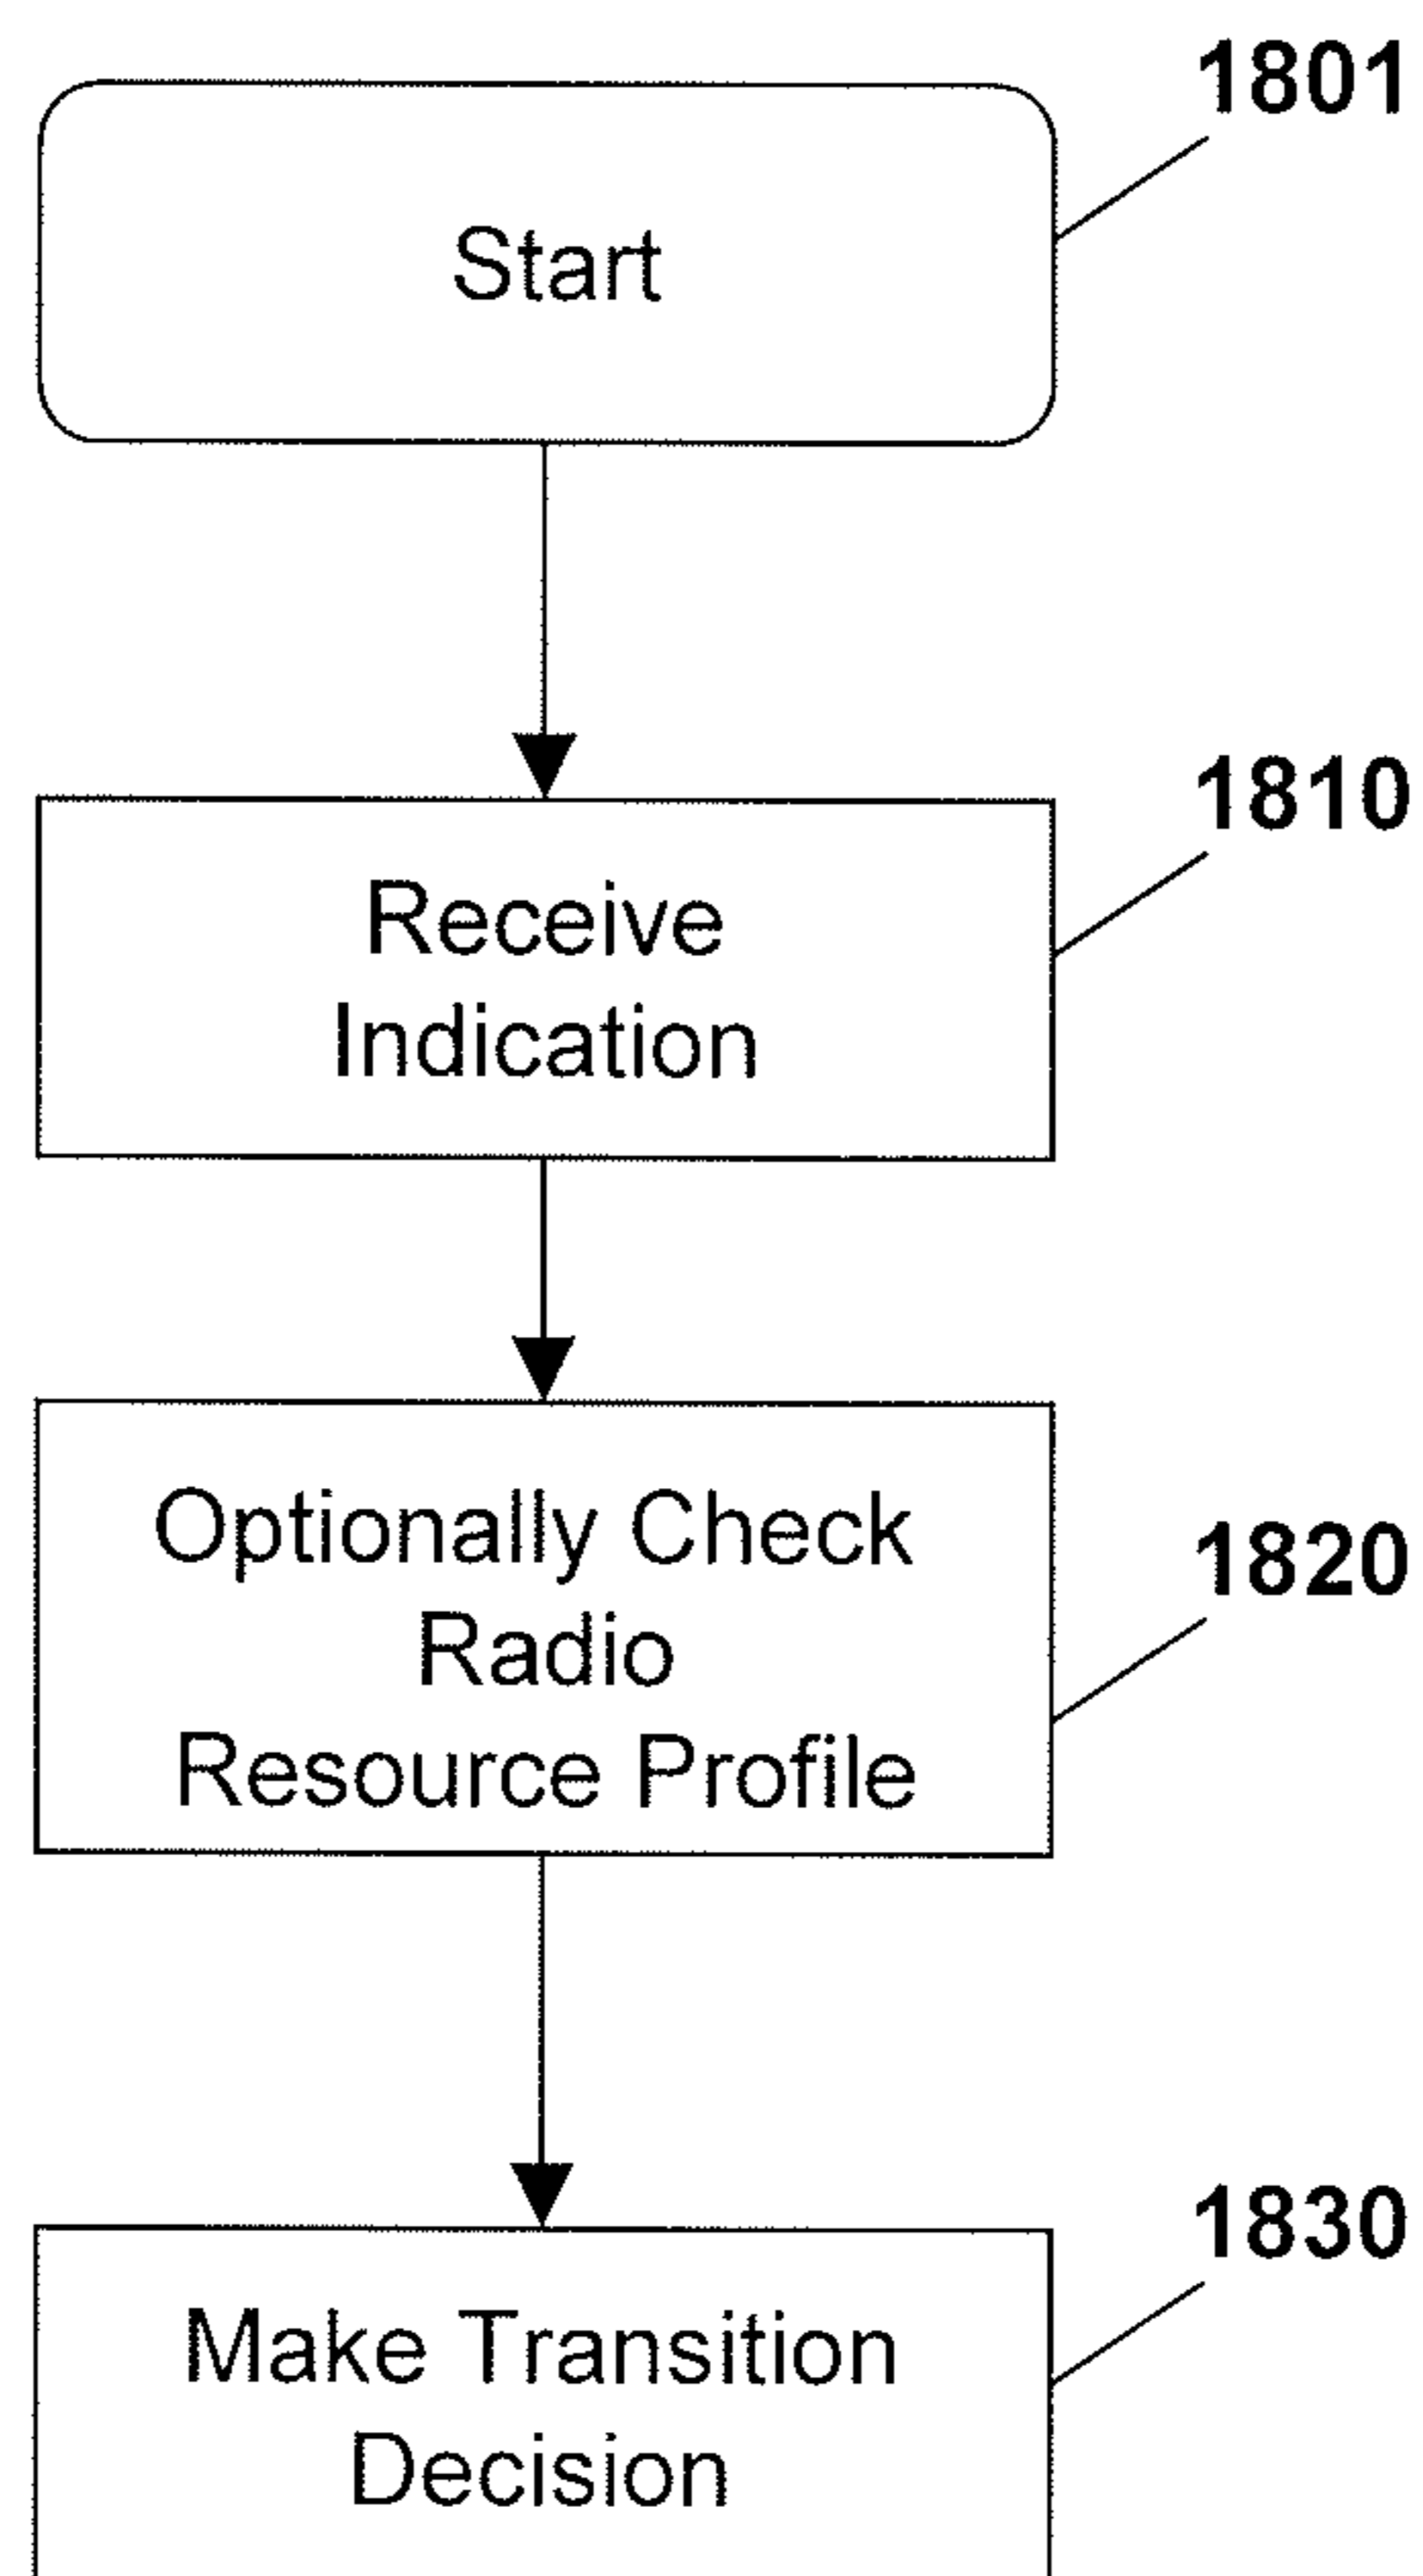 1801
Start
1810
Receive
Indication
Optionally Check
1820
Radio
Resource Profile
1830
Make Transition
Decision